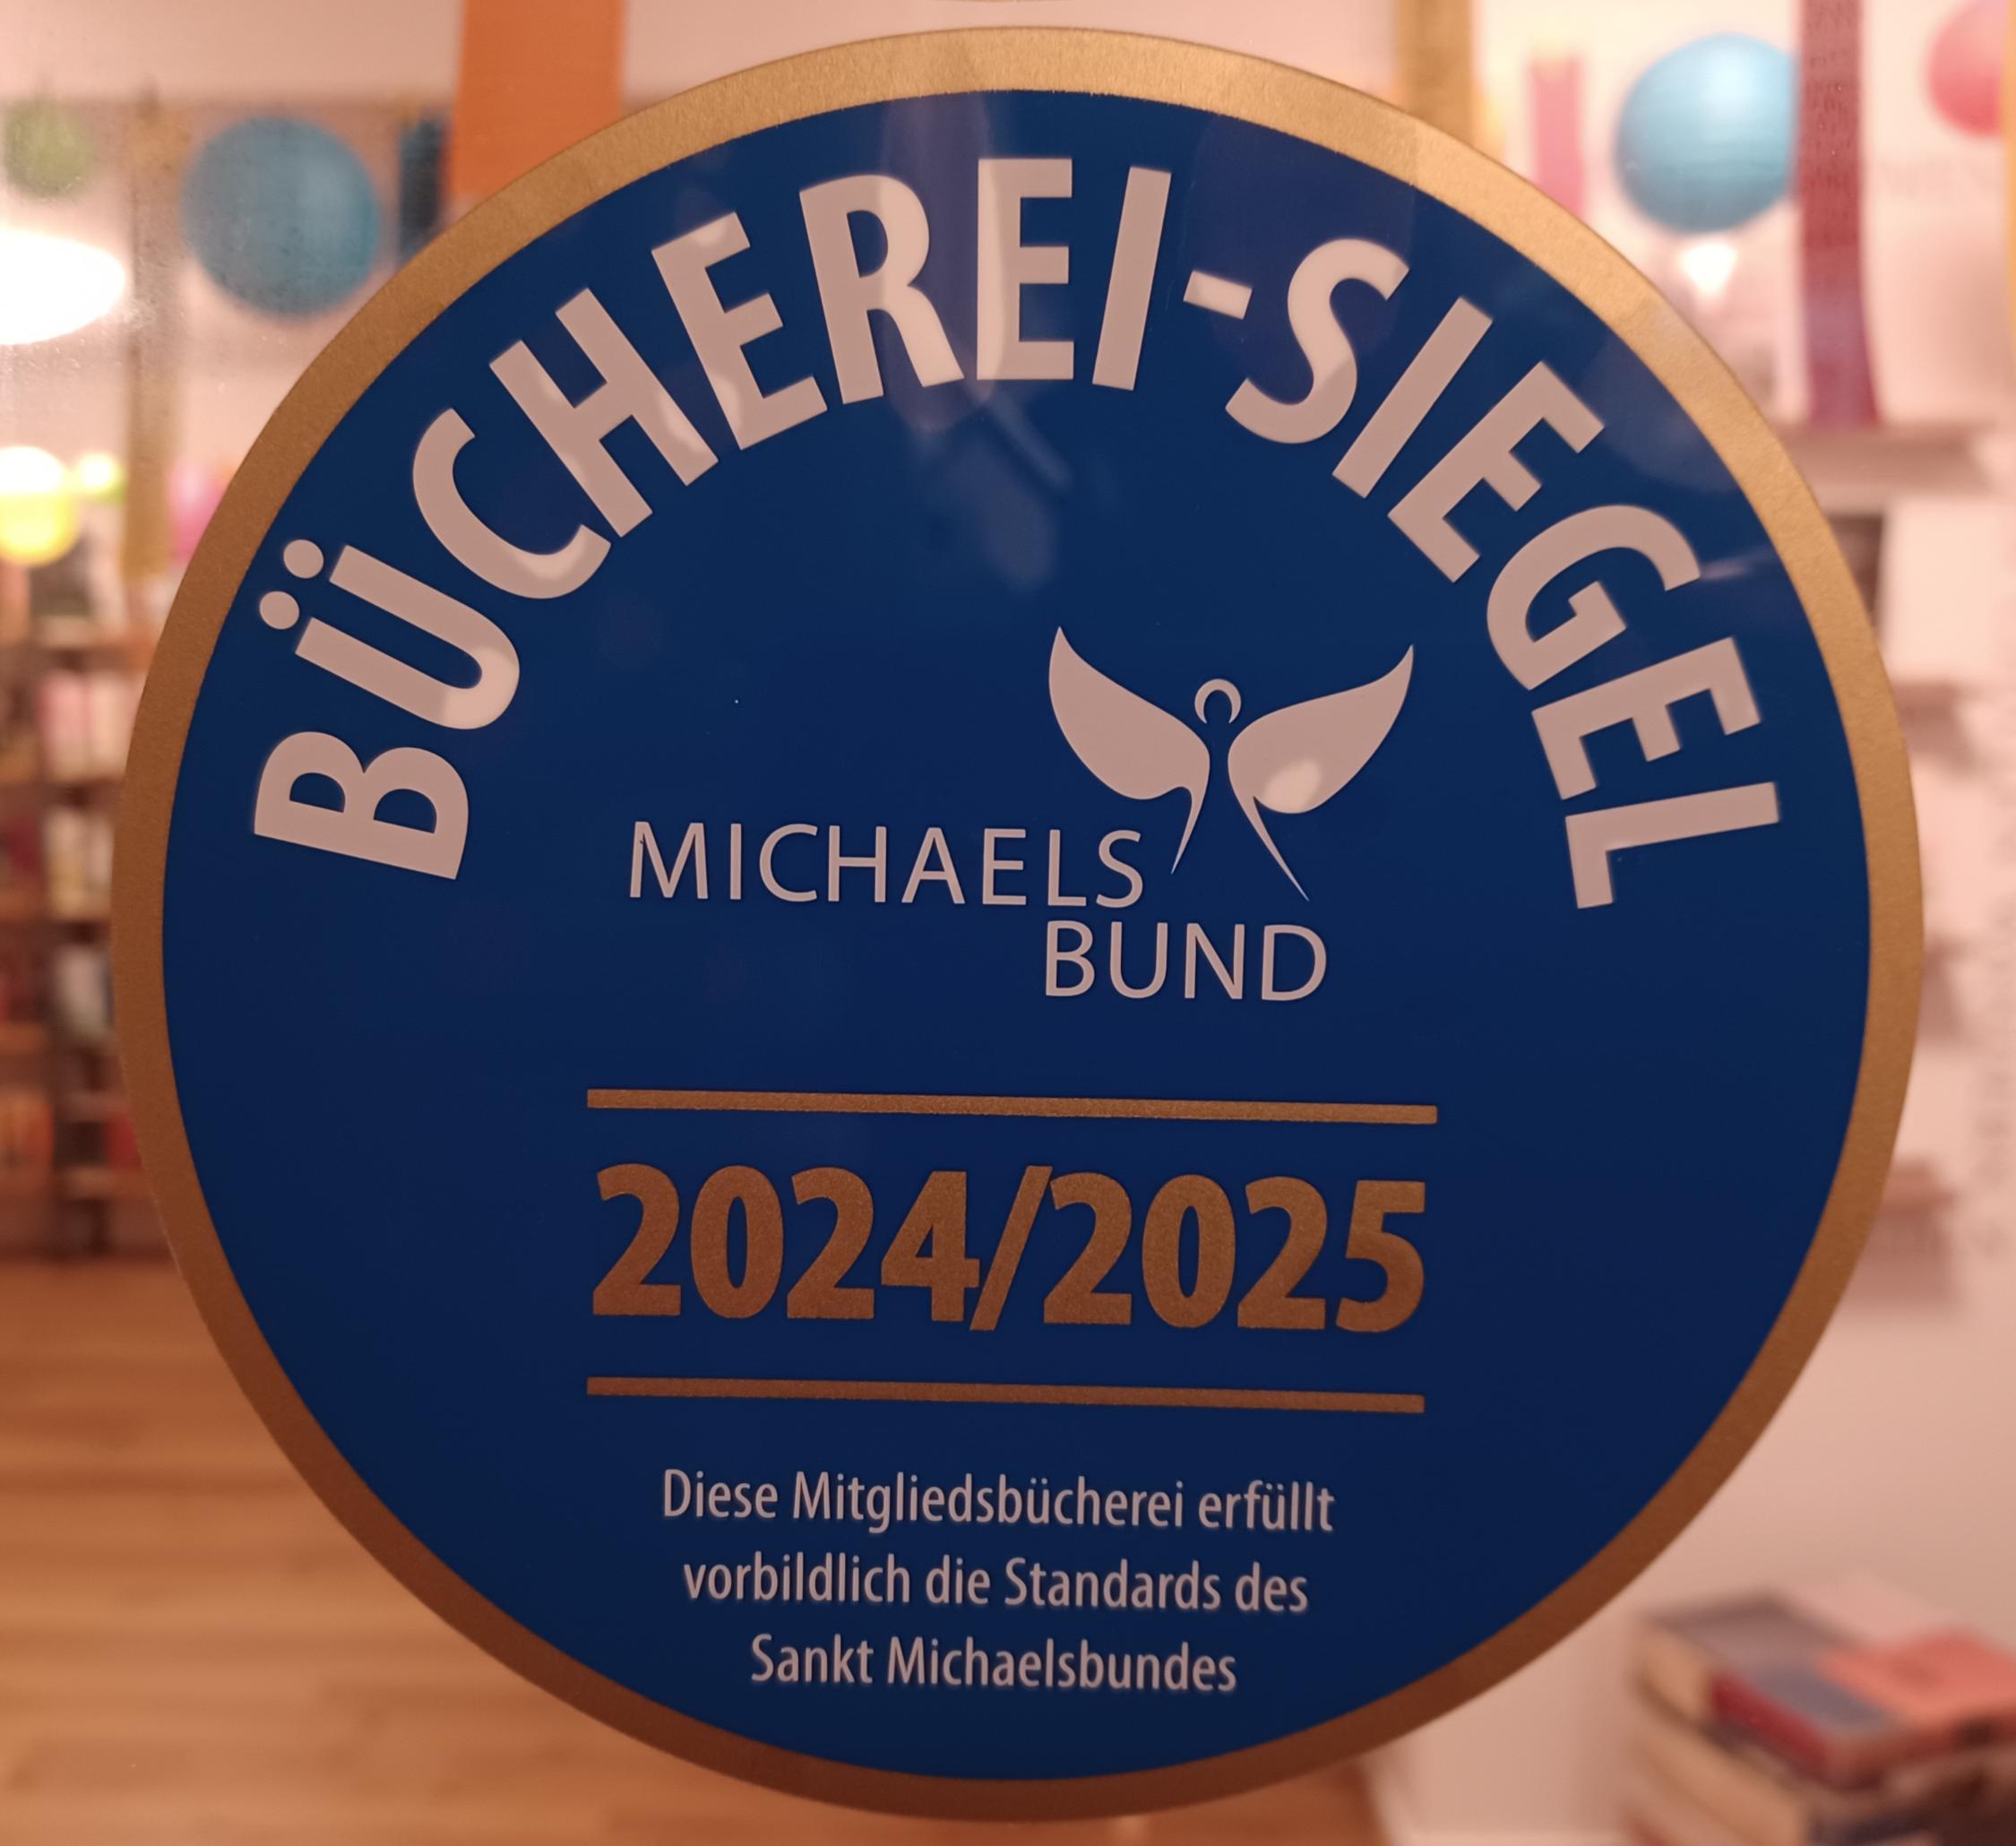 BÜCHEREI-SIEGEL
MICHAELS
BUND
2024/2025
Diese Mitgliedsbücherei erfüllt
vorbildlich die Standards des
Sankt Michaelsbundes